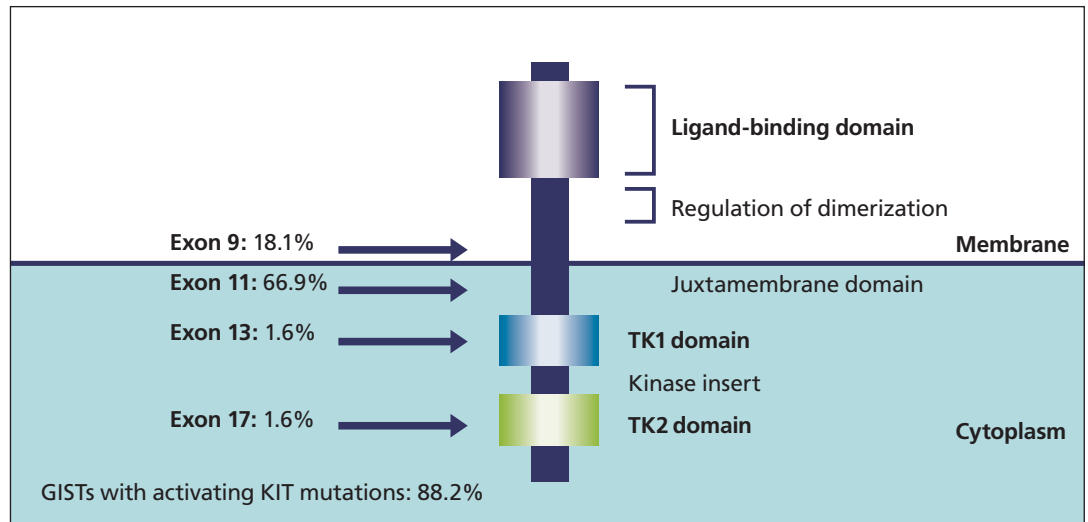 Ligand-binding domain
Regulation of dimerization
Exon 9: 18.1%
Membrane
Exon 11: 66.9%
Juxtamembrane domain
Exon 13: 1.6%
TK1 domain
Kinase insert
Exon 17: 1.6%
TK2 domain
Cytoplasm
GISTs with activating KIT mutations: 88.2%